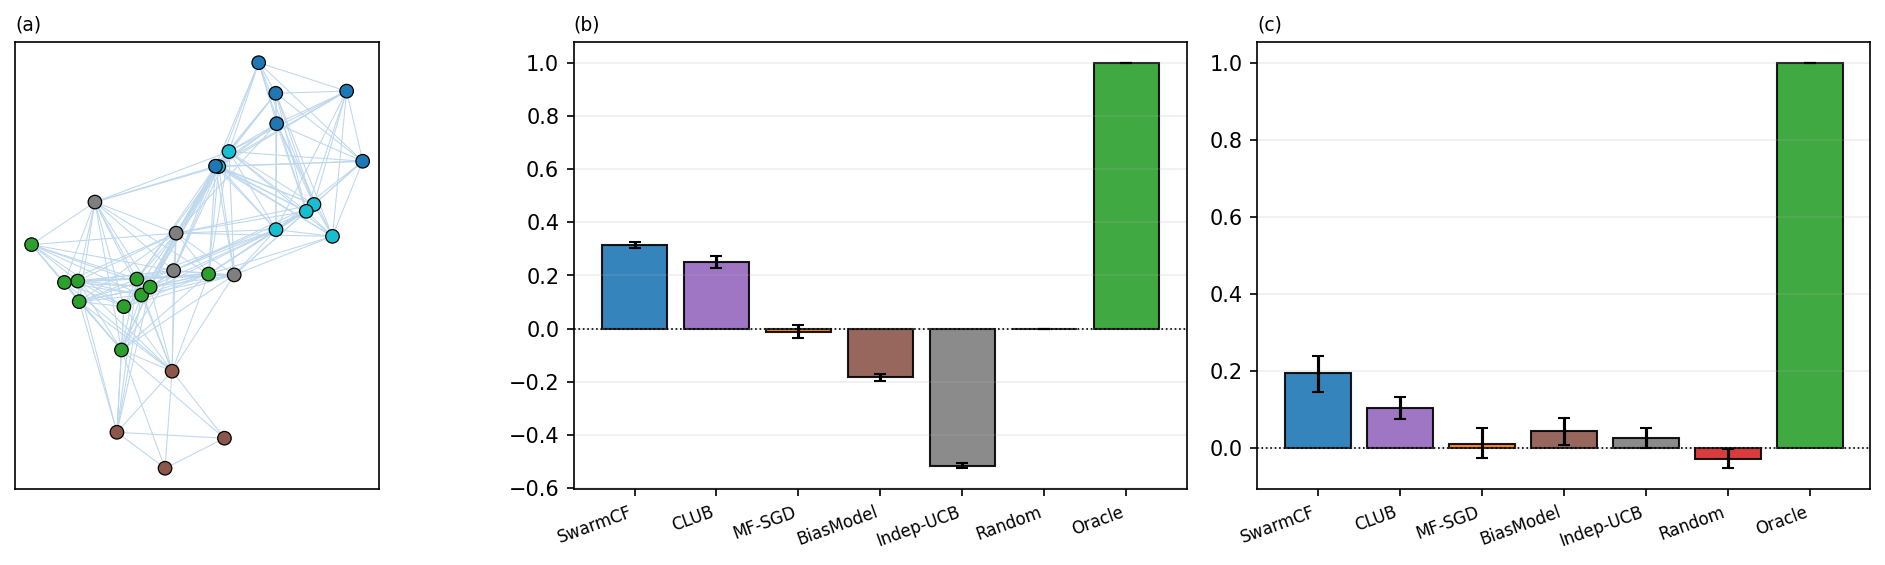 (a)
(b)
1.0
0.8
0.6
0.4
0.2
0.0
−0.2
−0.4
−0.6
SwarmCF
CLUB
MF-SGD
BiasModel
Indep-UCB
Random
Oracle
(c)
1.0
0.8
0.6
0.4
0.2
0.0
SwarmCF
CLUB
MF-SGD
BiasModel
Indep-UCB
Random
Oracle